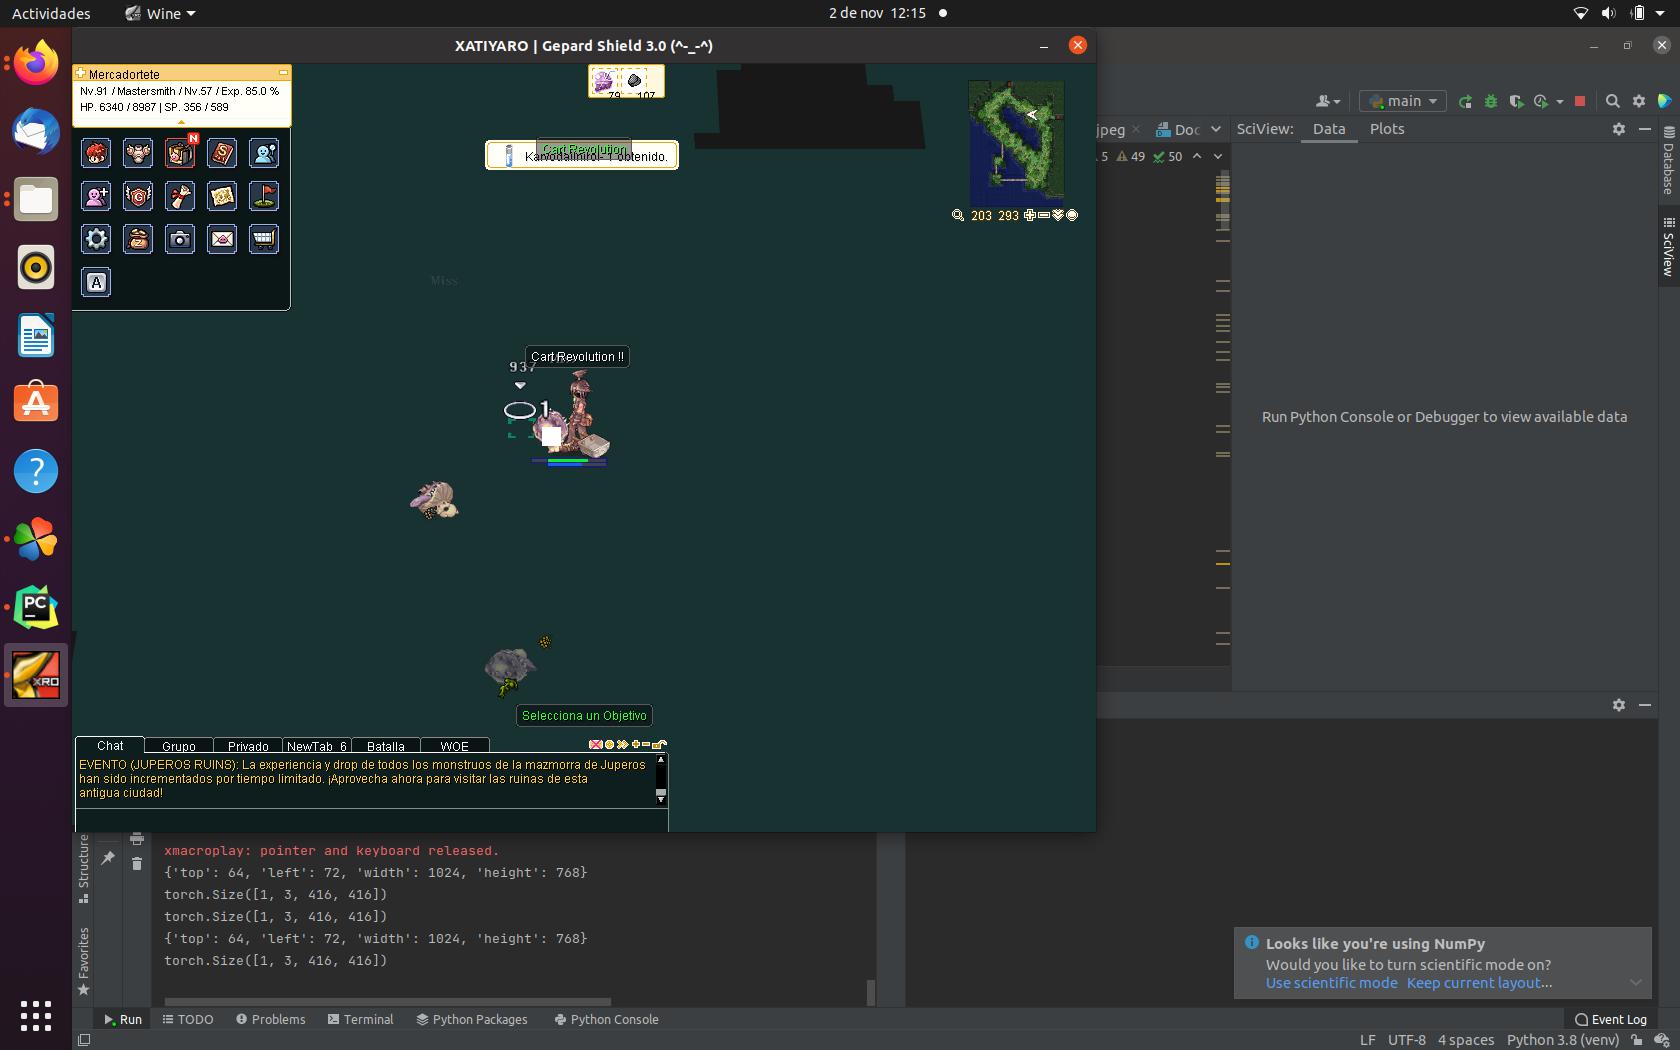 Actividades
Wine
2 de nov 12:15
XATIYARO | Gepard Shield 3.0 (^-_-^)
Mercadortete
Nv.91 / Mastersmith / Nv.57 / Exp. 85.0 %
HP. 6340 / 8987 | SP. 356 / 589
N
A
79
107
Cart Revolution
Karvodailnirol- 1 obtenido.
203 293
Miss
Cart Revolution !!
937
1
Selecciona un Objetivo
Chat
Grupo
Privado
NewTab_6
Batalla
WOE
EVENTO (JUPEROS RUINS): La experiencia y drop de todos los monstruos de la mazmorra de Juperos
han sido incrementados por tiempo limitado. ¡Aprovecha ahora para visitar las ruinas de esta
antigua ciudad!
main
jpeg
Doc
SciView:
Data
Plots
5
49
50
Database
SciView
Run Python Console or Debugger to view available data
PC
XRO
Structure
Favorites
xmacroplay: pointer and keyboard released.
{'top': 64, 'left': 72, 'width': 1024, 'height': 768}
torch.Size([1, 3, 416, 416])
torch.Size([1, 3, 416, 416])
{'top': 64, 'left': 72, 'width': 1024, 'height': 768}
torch.Size([1, 3, 416, 416])
Looks like you're using NumPy
Would you like to turn scientific mode on?
Use scientific mode
Keep current layout...
Run
TODO
Problems
Terminal
Python Packages
Python Console
Event Log
LF
UTF-8
4 spaces
Python 3.8 (venv)